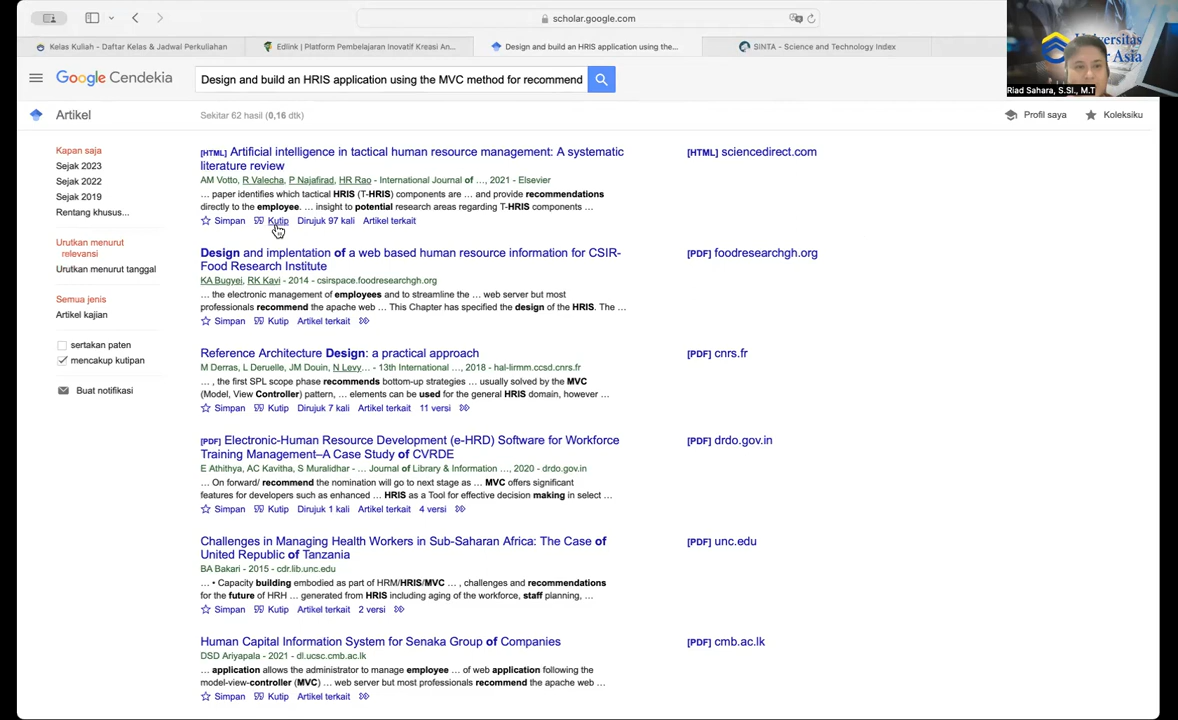 scholar.google.com
Kelas Kuliah - Daftar Kelas & Jadwal Perkuliahan
Edlink | Platform Pembelajaran Inovatif Kreasi An...
Design and build an HRIS application using the...
SINTA - Science and Technology Index
Riad Sahara, S.SI., M.T
Google Cendekia
Design and build an HRIS application using the MVC method for recommend
Artikel
Sekitar 62 hasil (0,16 dtk)
Profil saya
Koleksiku
Kapan saja
Sejak 2023
Sejak 2022
Sejak 2019
Rentang khusus...
Urutkan menurut
relevansi
Urutkan menurut tanggal
Semua jenis
Artikel kajian
sertakan paten
mencakup kutipan
Buat notifikasi
[HTML] Artificial intelligence in tactical human resource management: A systematic
literature review
AM Votto, R Valecha, P Najafirad, HR Rao - International Journal of ..., 2021 - Elsevier
... paper identifies which tactical HRIS (T-HRIS) components are ... and provide recommendations
directly to the employee. ... insight to potential research areas regarding T-HRIS components ...
Simpan Kutip Dirujuk 97 kali Artikel terkait
[HTML] sciencedirect.com
Design and implentation of a web based human resource information for CSIR-
Food Research Institute
KA Bugyei, RK Kavi - 2014 - csirspace.foodresearchgh.org
... the electronic management of employees and to streamline the ... web server but most
professionals recommend the apache web ... This Chapter has specified the design of the HRIS. The ...
Simpan Kutip Artikel terkait
[PDF] foodresearchgh.org
Reference Architecture Design: a practical approach
M Derras, L Deruelle, JM Douin, N Levy... - 13th International ..., 2018 - hal-lirmm.ccsd.cnrs.fr
... , the first SPL scope phase recommends bottom-up strategies ... usually solved by the MVC
(Model, View Controller) pattern, ... elements can be used for the general HRIS domain, however ...
Simpan Kutip Dirujuk 7 kali Artikel terkait 11 versi
[PDF] cnrs.fr
[PDF] Electronic-Human Resource Development (e-HRD) Software for Workforce
Training Management–A Case Study of CVRDE
E Athithya, AC Kavitha, S Muralidhar - ... Journal of Library & Information ..., 2020 - drdo.gov.in
... On forward/ recommend the nomination will go to next stage as ... MVC offers significant
features for developers such as enhanced ... HRIS as a Tool for effective decision making in select ...
Simpan Kutip Dirujuk 1 kali Artikel terkait 4 versi
[PDF] drdo.gov.in
Challenges in Managing Health Workers in Sub-Saharan Africa: The Case of
United Republic of Tanzania
BA Bakari - 2015 - cdr.lib.unc.edu
... • Capacity building embodied as part of HRM/HRIS/MVC ... , challenges and recommendations
for the future of HRH ... generated from HRIS including aging of the workforce, staff planning, ...
Simpan Kutip Artikel terkait 2 versi
[PDF] unc.edu
Human Capital Information System for Senaka Group of Companies
DSD Ariyapala - 2021 - dl.ucsc.cmb.ac.lk
... application allows the administrator to manage employee ... of web application following the
model-view-controller (MVC) ... web server but most professionals recommend the apache web ...
Simpan Kutip Artikel terkait
[PDF] cmb.ac.lk